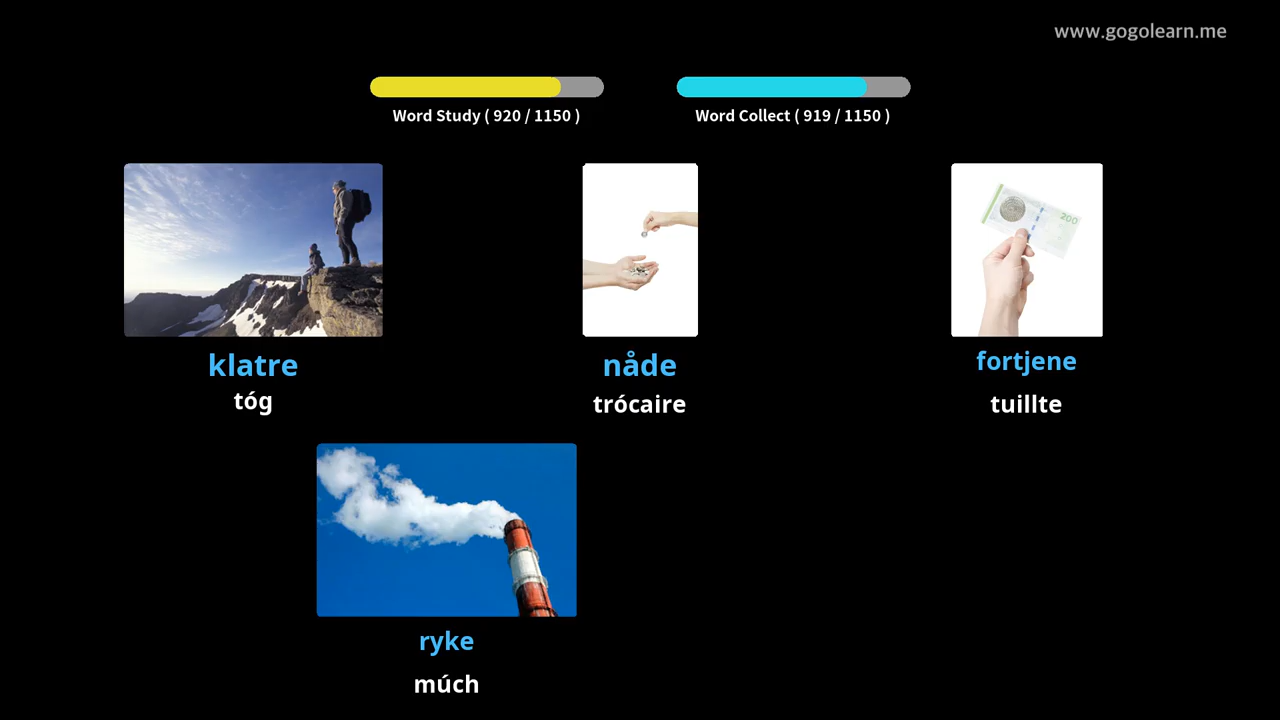 www.gogolearn.me
Word Study ( 920 / 1150 )
Word Collect ( 919 / 1150 )
klatre
tóg
nåde
trócaire
fortjene
tuillte
200
ryke
múch